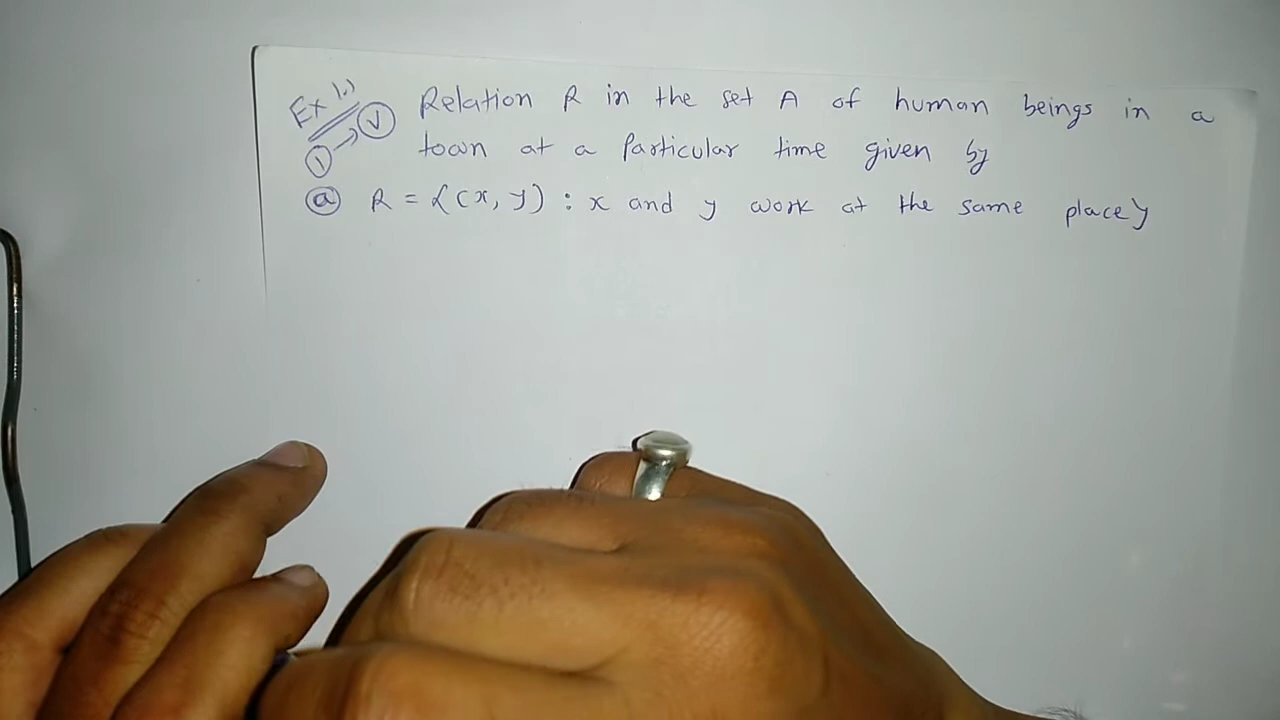 Ex 1.1
① → ⓥ Relation R in the set A of human beings in a
town at a Particular time given by
ⓐ R = {(x, y) : x and y work at the same place}